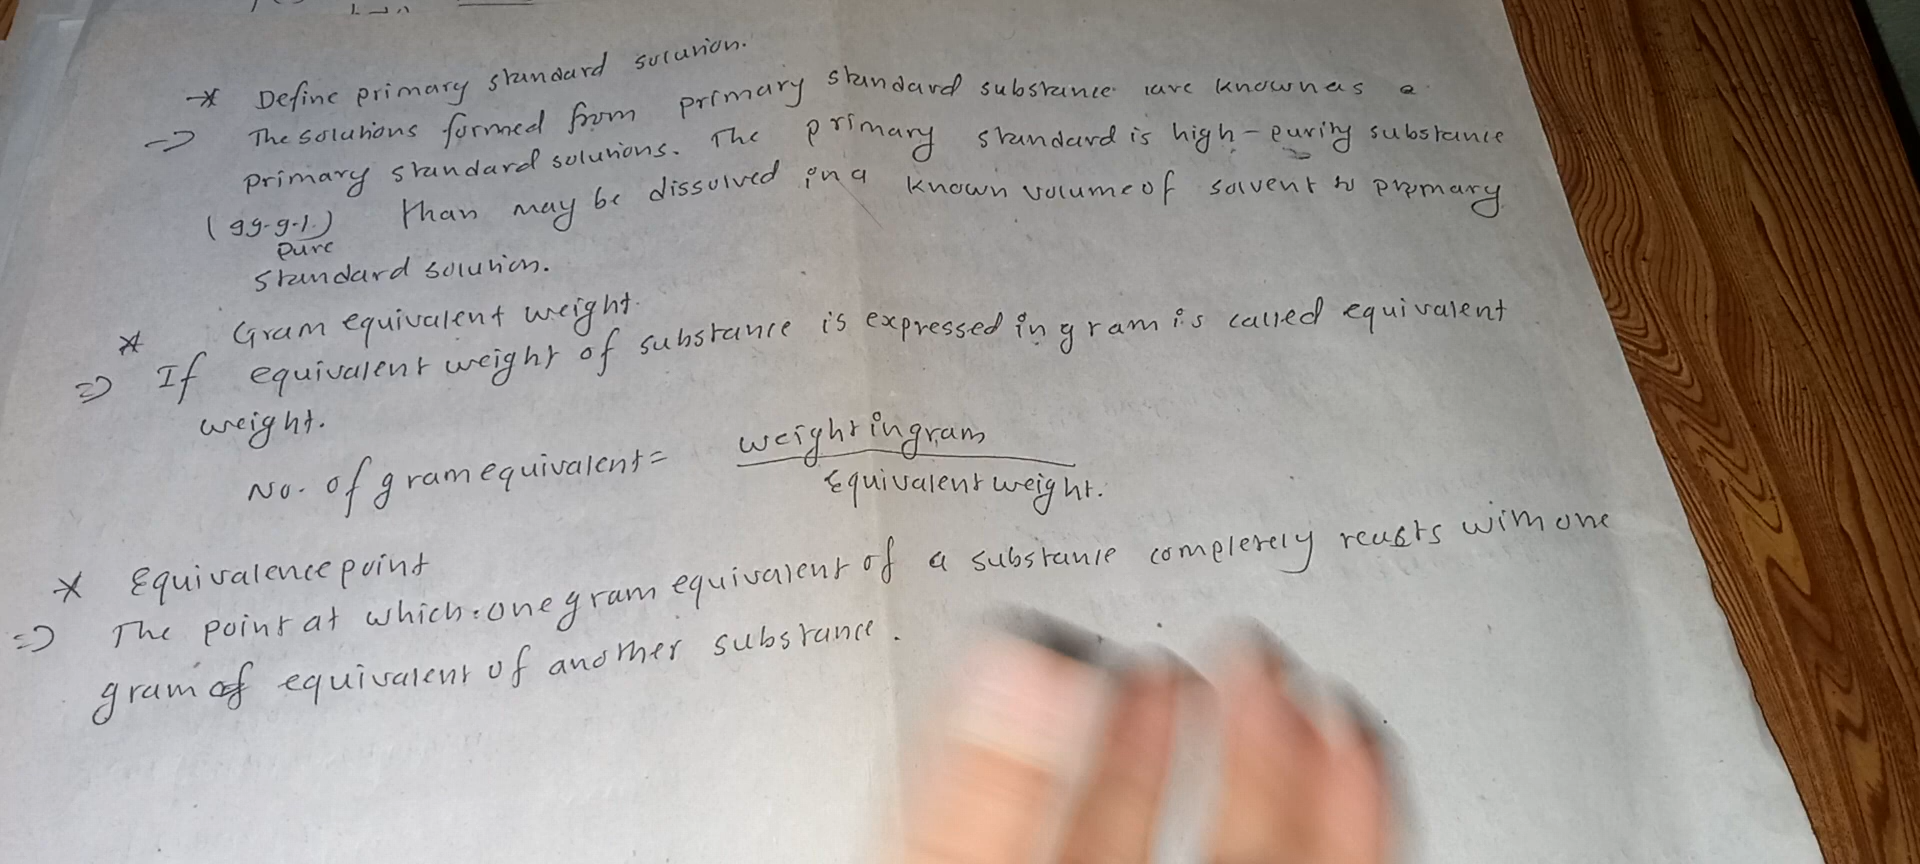 * Define primary standard solution.
=> The solutions formed from primary standard substance are known as a
primary standard solutions. The primary standard is high-purity substance
(99.9%) than may be dissolved in a known volume of solvent to primary
pure
standard solution.
* Gram equivalent weight.
=> If equivalent weight of substance is expressed in gram is called equivalent
weight.
No. of gram equivalent = weight in gram
Equivalent weight.
* Equivalence point
=> The point at which one gram equivalent of a substance completely reacts with one
gram of equivalent of another substance.